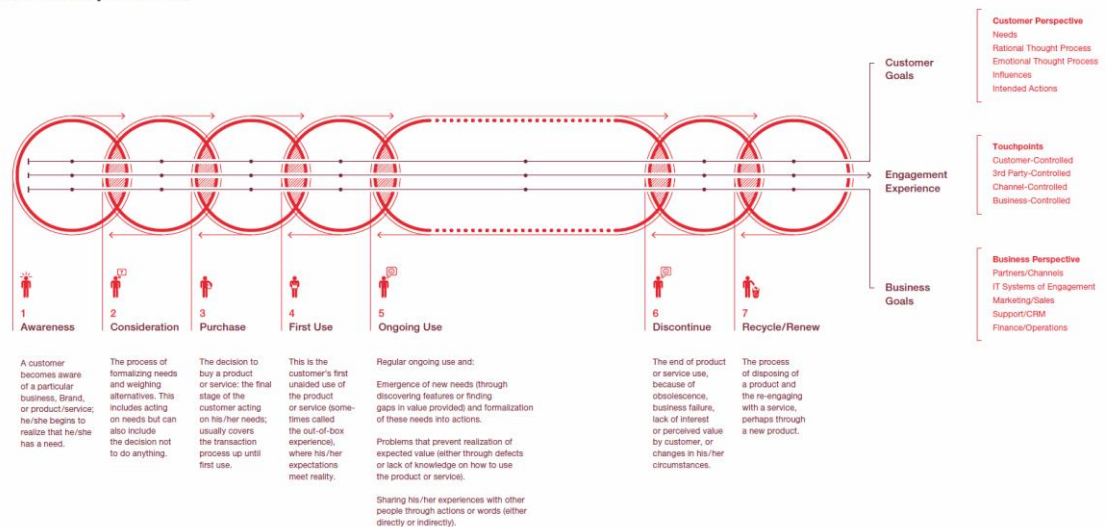 Customer Perspective
Needs
Rational Thought Process
Emotional Thought Process
Influences
Intended Actions
Customer
Goals
Touchpoints
Customer-Controlled
3rd Party-Controlled
Channel-Controlled
Business-Controlled
Engagement
Experience
Business Perspective
Partners/Channels
IT Systems of Engagement
Marketing/Sales
Support/CRM
Finance/Operations
Business
Goals
1
Awareness
A customer
becomes aware
of a particular
business, Brand,
or product/service;
he/she begins to
realize that he/she
has a need.
2
Consideration
The process of
formalizing needs
and weighing
alternatives. This
includes acting
on needs but can
also include
the decision not
to do anything.
3
Purchase
The decision to
buy a product
or service: the final
stage of the
customer acting
on his/her needs;
usually covers
the transaction
process up until
first use.
4
First Use
This is the
customer's first
unaided use of
the product
or service (some-
times called
the out-of-box
experience),
where his/her
expectations
meet reality.
5
Ongoing Use
Regular ongoing use and:
Emergence of new needs (through
discovering features or finding
gaps in value provided) and formalization
of these needs into actions.
Problems that prevent realization of
expected value (either through defects
or lack of knowledge on how to use
the product or service).
Sharing his/her experiences with other
people through actions or words (either
directly or indirectly).
6
Discontinue
The end of product
or service use,
because of
obsolescence,
business failure,
lack of interest
or perceived value
by customer, or
changes in his/her
circumstances.
7
Recycle/Renew
The process
of disposing of
a product and
the re-engaging
with a service,
perhaps through
a new product.